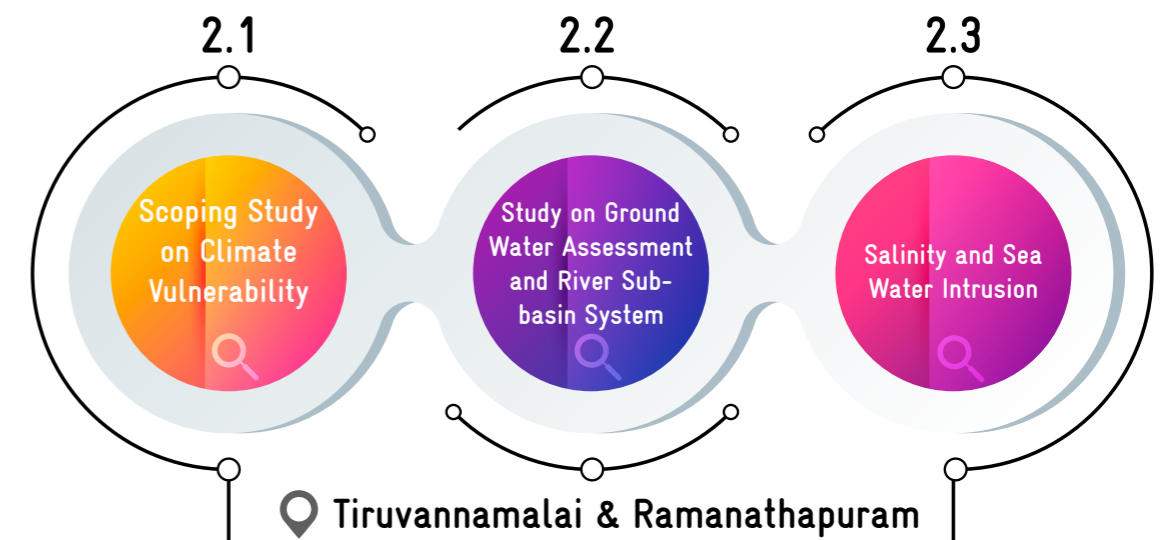 2.1
2.2
2.3
Scoping Study
on Climate
Vulnerability
Study on Ground
Water Assessment
and River Sub-
basin System
Salinity and Sea
Water Intrusion
Tiruvannamalai & Ramanathapuram